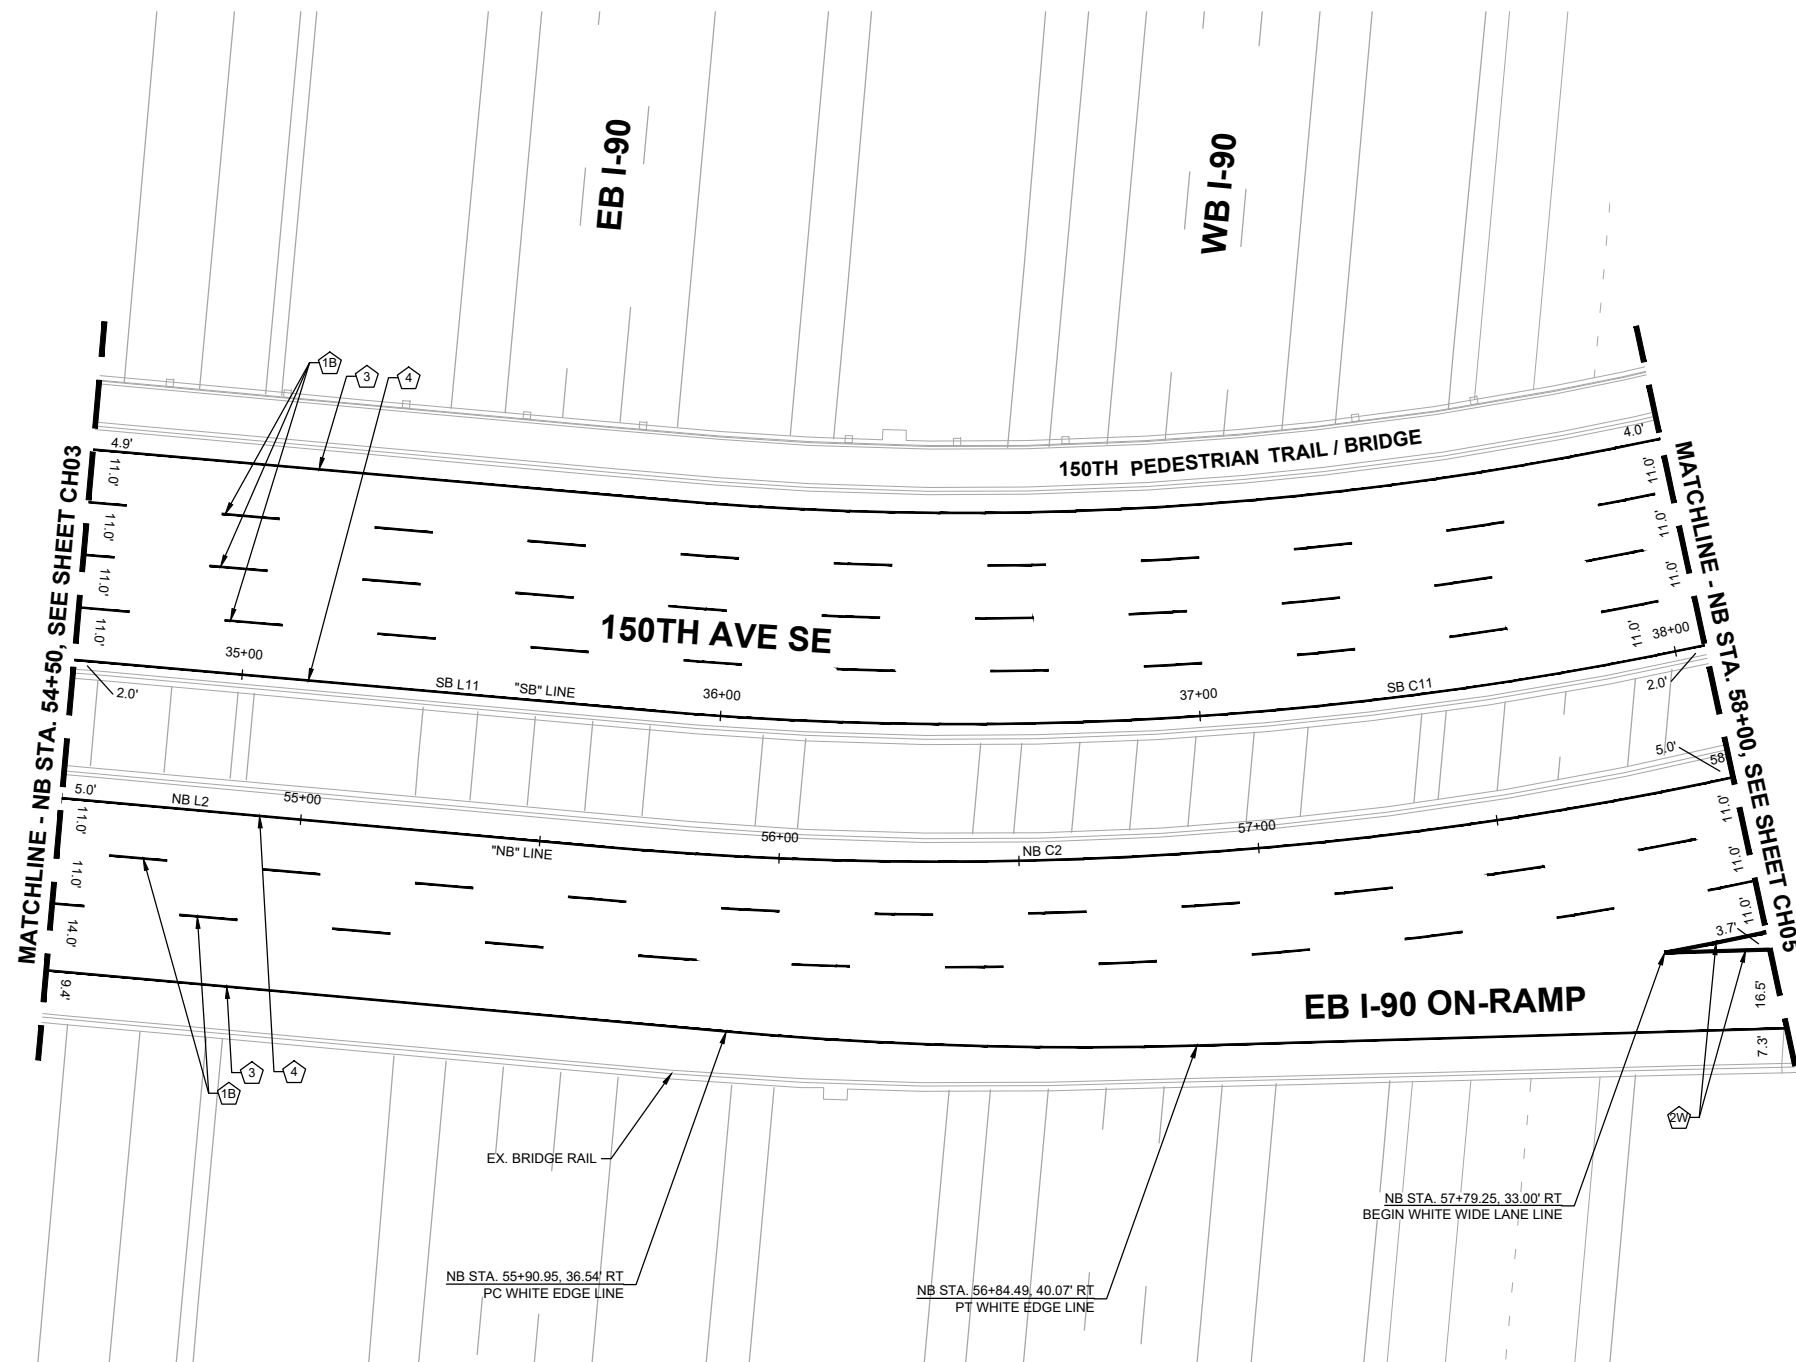 EB I-90
WB I-90
1B
3
4
150TH PEDESTRIAN TRAIL / BRIDGE
4.9'
4.0'
11.0'
11.0'
11.0'
11.0'
11.0'
11.0'
11.0'
11.0'
MATCHLINE - NB STA. 54+50, SEE SHEET CH03
MATCHLINE - NB STA. 58+00, SEE SHEET CH05
150TH AVE SE
35+00
36+00
37+00
38+00
SB L11
"SB" LINE
SB C11
2.0'
2.0'
5.0'
5.0'
58
NB L2
55+00
56+00
57+00
"NB" LINE
NB C2
11.0'
11.0'
14.0'
9.4'
11.0'
11.0'
11.0'
3.7'
16.5'
7.3'
EB I-90 ON-RAMP
3
4
1B
2W
EX. BRIDGE RAIL
NB STA. 57+79.25, 33.00' RT
BEGIN WHITE WIDE LANE LINE
NB STA. 55+90.95, 36.54' RT
PC WHITE EDGE LINE
NB STA. 56+84.49, 40.07' RT
PT WHITE EDGE LINE